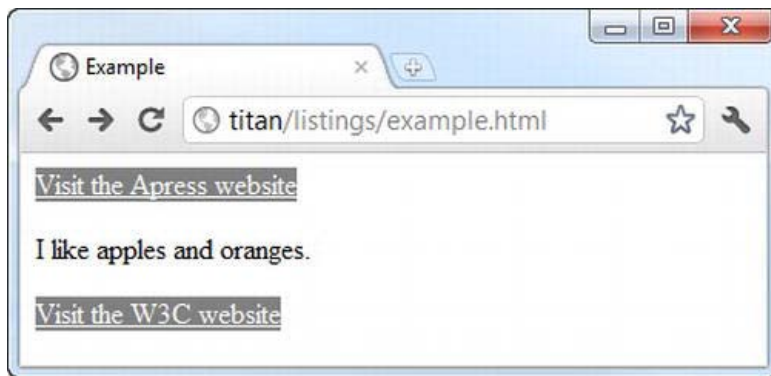 Example
titan/listings/example.html
Visit the Apress website
I like apples and oranges.
Visit the W3C website